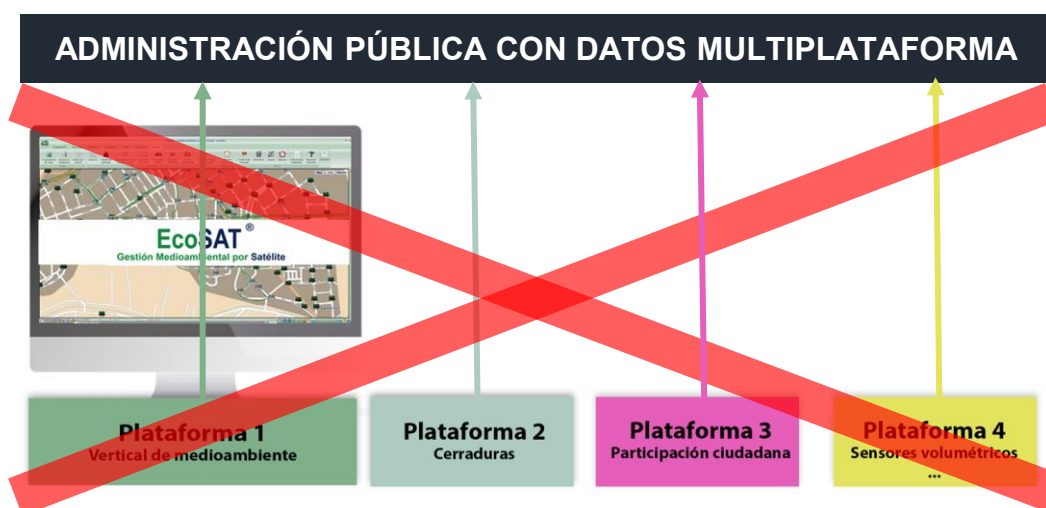 ADMINISTRACIÓN PÚBLICA CON DATOS MULTIPLATAFORMA
EcoSAT®
Gestión Medioambiental por Satélite
Plataforma 1
Vertical de medioambiente
Plataforma 2
Cerraduras
Plataforma 3
Participación ciudadana
Plataforma 4
Sensores volumétricos
...